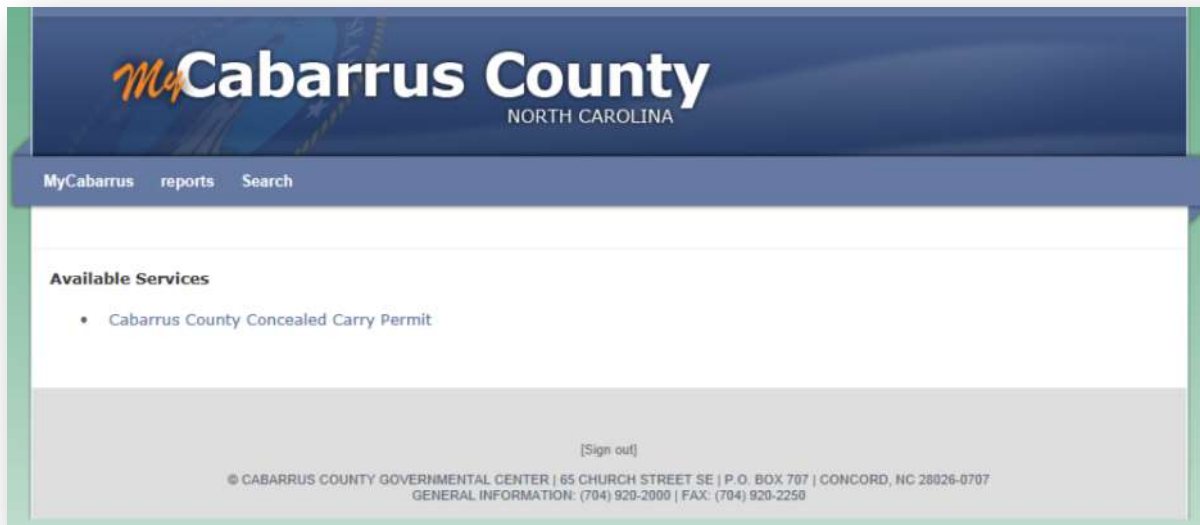 MyCabarrus County
NORTH CAROLINA
MyCabarrus reports Search
Available Services
• Cabarrus County Concealed Carry Permit
[Sign out]
© CABARRUS COUNTY GOVERNMENTAL CENTER | 65 CHURCH STREET SE | P.O. BOX 707 | CONCORD, NC 28026-0707
GENERAL INFORMATION: (704) 920-2000 | FAX: (704) 920-2250